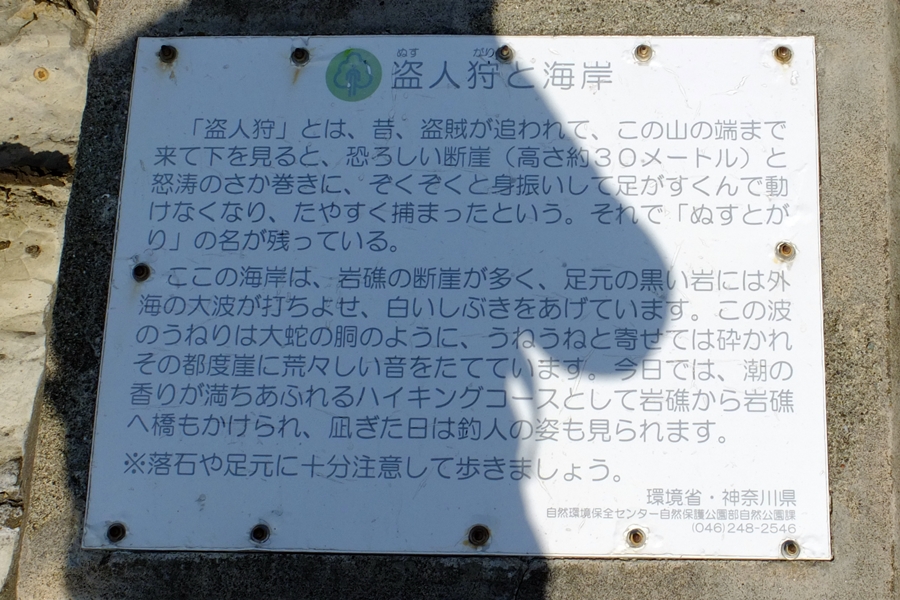 ぬす がり
盗人狩と海岸
「盗人狩」とは、昔、盗賊が追われて、この山の端まで
来て下を見ると、恐ろしい断崖（高さ約３０メートル）と
怒涛のさか巻きに、ぞくぞくと身振いして足がすくんで動
けなくなり、たやすく捕まったという。それで「ぬすとが
り」の名が残っている。
ここの海岸は、岩礁の断崖が多く、足元の黒い岩には外
海の大波が打ちよせ、白いしぶきをあげています。この波
のうねりは大蛇の胴のように、うねうねと寄せては砕かれ
その都度崖に荒々しい音をたてています。今日では、潮の
香りが満ちあふれるハイキングコースとして岩礁から岩礁
へ橋もかけられ、凪ぎた日は釣人の姿も見られます。
※落石や足元に十分注意して歩きましょう。
環境省・神奈川県
自然環境保全センター自然保護公園部自然公園課
(046)248-2546